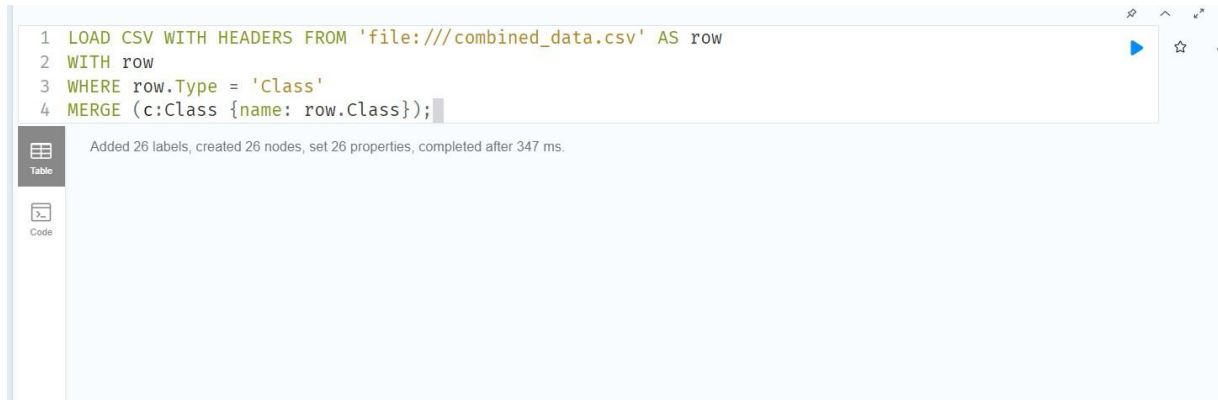 1 LOAD CSV WITH HEADERS FROM 'file:///combined_data.csv' AS row
2 WITH row
3 WHERE row.Type = 'Class'
4 MERGE (c:Class {name: row.Class});
Table
Added 26 labels, created 26 nodes, set 26 properties, completed after 347 ms.
Code